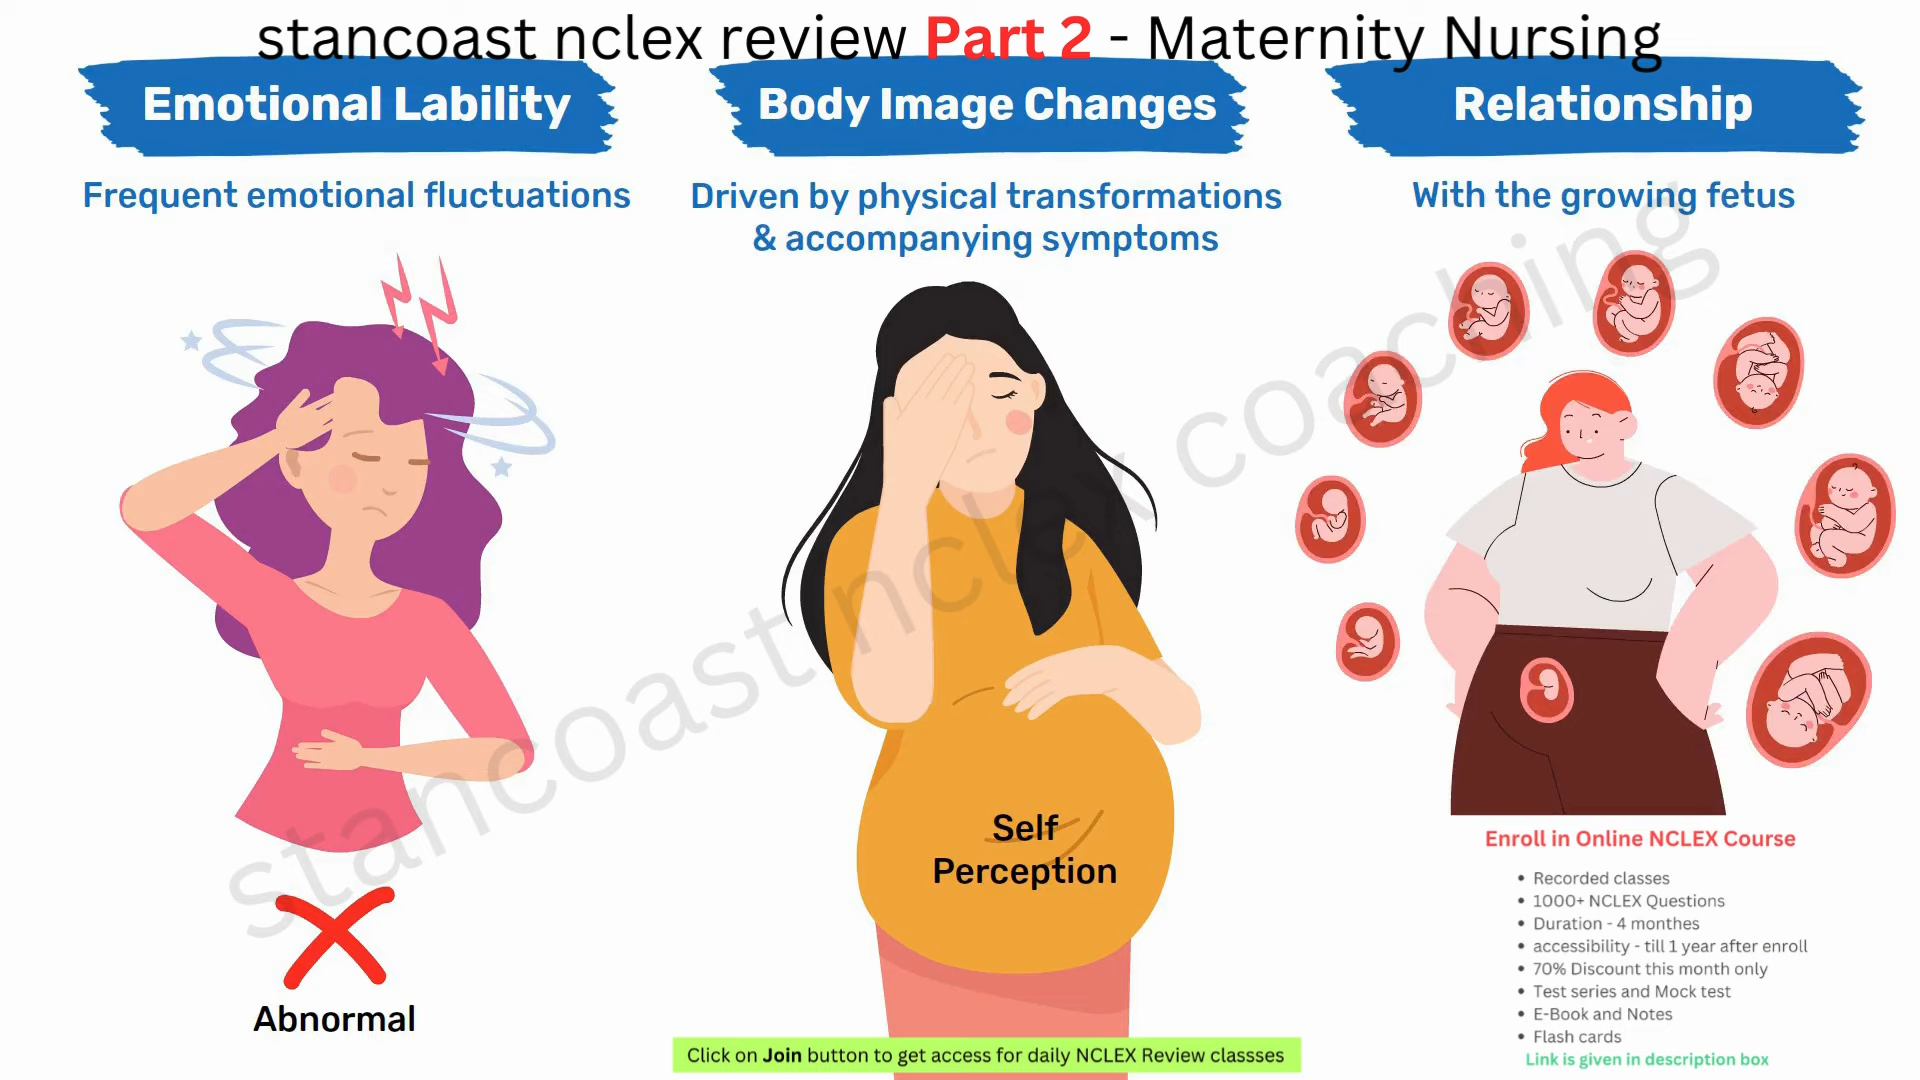 stancoast nclex review Part 2 - Maternity Nursing
Emotional Lability
Frequent emotional fluctuations
Abnormal
Body Image Changes
Driven by physical transformations
& accompanying symptoms
Self
Perception
Relationship
With the growing fetus
stancoast nclex coaching
Enroll in Online NCLEX Course
• Recorded classes
• 1000+ NCLEX Questions
• Duration - 4 monthes
• accessibility - till 1 year after enroll
• 70% Discount this month only
• Test series and Mock test
• E-Book and Notes
• Flash cards
Link is given in description box
Click on Join button to get access for daily NCLEX Review classses